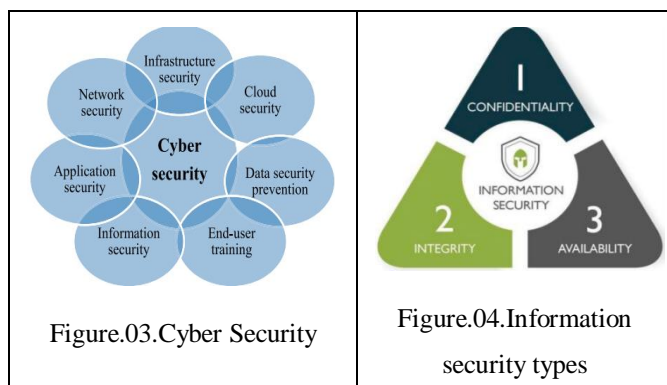 Infrastructure
security
Network
security
Cloud
security
Cyber
security
Application
security
Data security
prevention
Information
security
End-user
training
Figure.03.Cyber Security
1
CONFIDENTIALITY
INFORMATION
SECURITY
2
INTEGRITY
3
AVAILABILITY
Figure.04.Information
security types